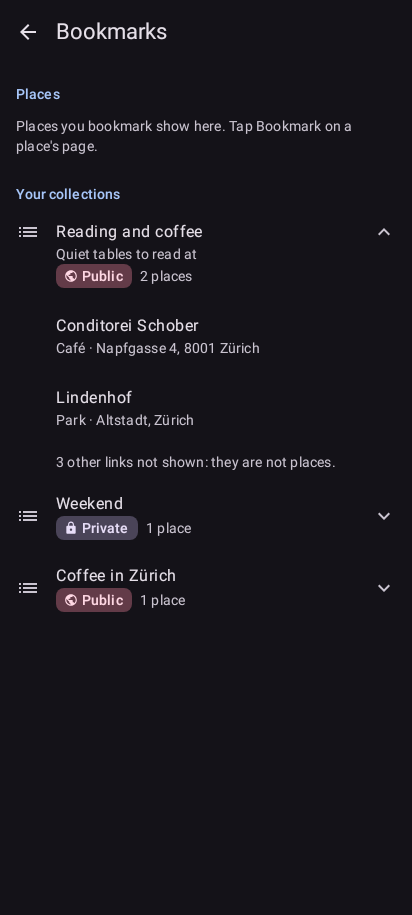 Bookmarks
Places
Places you bookmark show here. Tap Bookmark on a
place's page.
Your collections
Reading and coffee
Quiet tables to read at
Public 2 places
Conditorei Schober
Café · Napfgasse 4, 8001 Zürich
Lindenhof
Park · Altstadt, Zürich
3 other links not shown: they are not places.
Weekend
Private 1 place
Coffee in Zürich
Public 1 place